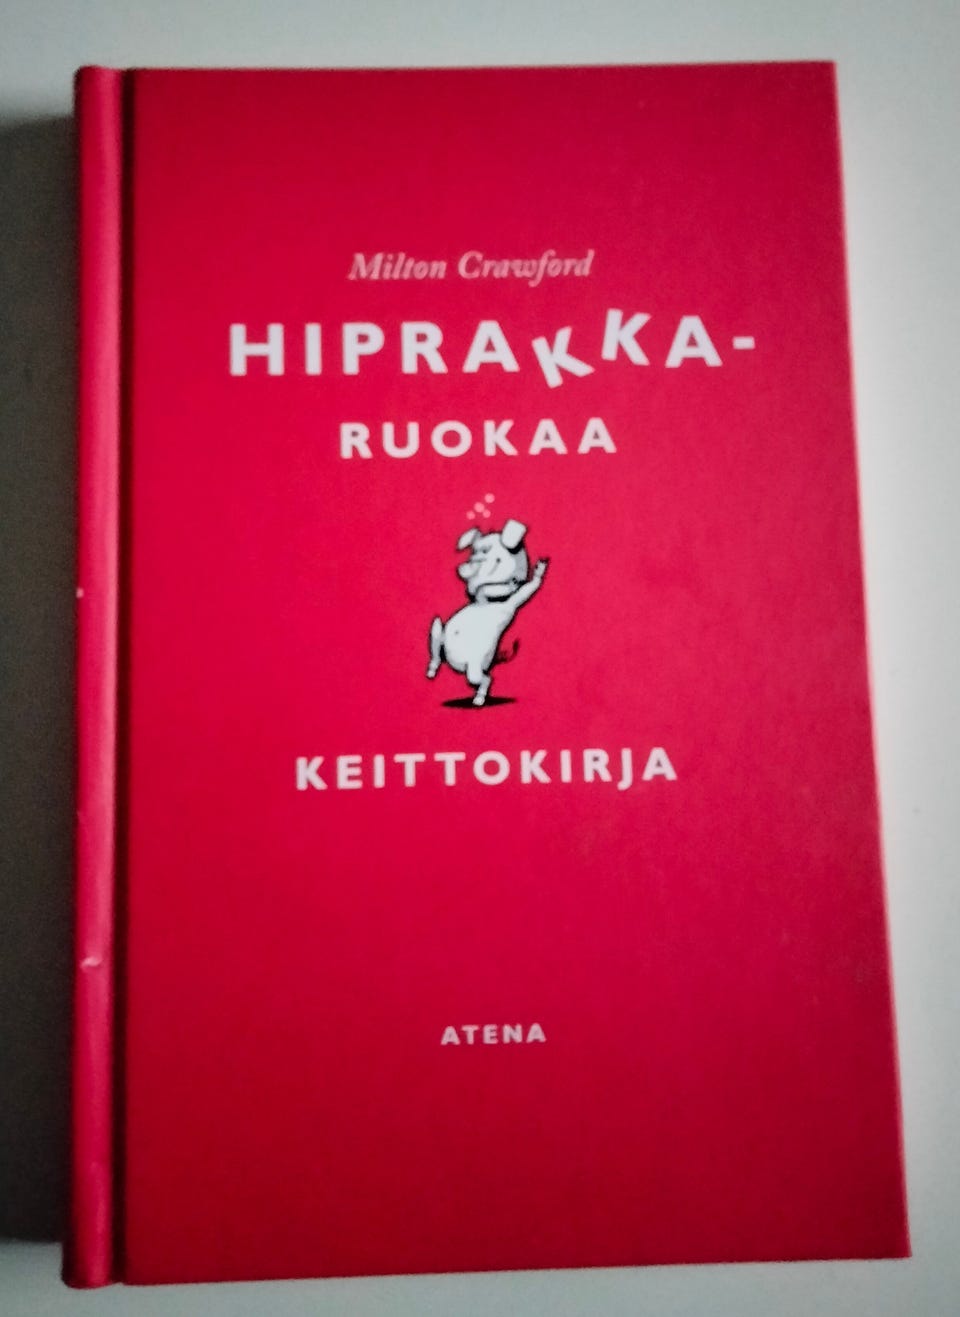 Milton Crawford
HIPRAKKA-
RUOKAA
KEITTOKIRJA
ATENA